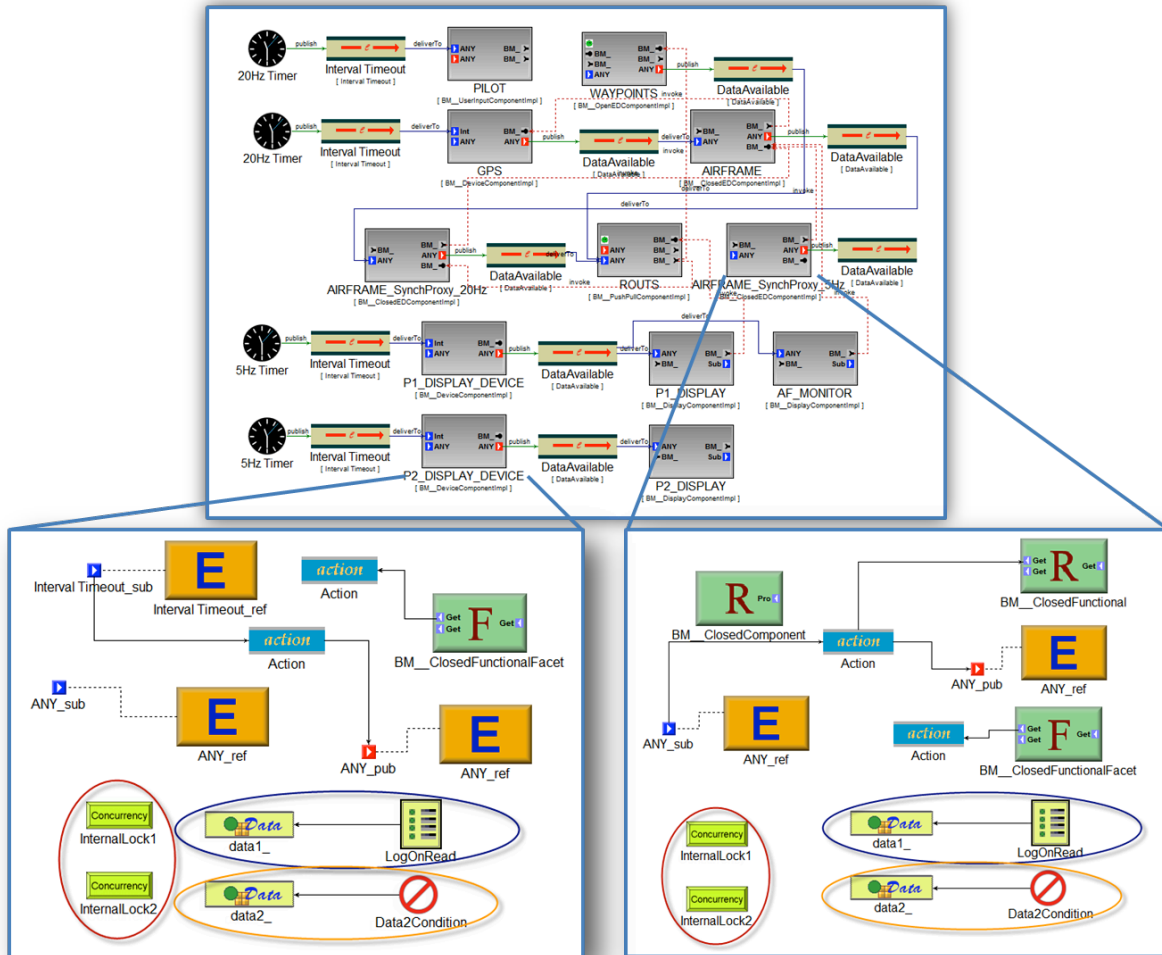 publish
deliverTo
20Hz Timer
Interval Timeout
[ Interval Timeout ]
ANY
ANY
BM_
BM_
PILOT
[ BM__UserInputComponentImpl ]
BM_
BM_
ANY
BM_
BM_
ANY
WAYPOINTS
[ BM__OpenEDComponentImpl ]
publish
invoke
DataAvailable
[ DataAvailable ]
publish
deliverTo
20Hz Timer
Interval Timeout
[ Interval Timeout ]
Int
ANY
BM_
ANY
GPS
[ BM__DeviceComponentImpl ]
publish
DataAvailable
[ DataAvailable ]
deliverTo
invoke
BM_
ANY
BM_
ANY
BM_
AIRFRAME
[ BM__ClosedEDComponentImpl ]
publish
DataAvailable
[ DataAvailable ]
invoke
deliverTo
BM_
ANY
BM_
ANY
BM_
AIRFRAME_SynchProxy_20Hz
[ BM__ClosedEDComponentImpl ]
publish
DataAvailable
[ DataAvailable ]
deliverTo
invoke
ANY
ANY
BM_
BM_
BM_
ROUTS
[ BM__PushPullComponentImpl ]
BM_
ANY
BM_
ANY
BM_
AIRFRAME_SynchProxy_5Hz
[ BM__ClosedEDComponentImpl ]
publish
DataAvailable
[ DataAvailable ]
deliverTo
publish
deliverTo
5Hz Timer
Interval Timeout
[ Interval Timeout ]
Int
ANY
BM_
ANY
P1_DISPLAY_DEVICE
[ BM__DeviceComponentImpl ]
publish
DataAvailable
[ DataAvailable ]
deliverTo
ANY
BM_
BM_
Sub
P1_DISPLAY
[ BM__DisplayComponentImpl ]
ANY
BM_
BM_
Sub
AF_MONITOR
[ BM__DisplayComponentImpl ]
publish
deliverTo
5Hz Timer
Interval Timeout
[ Interval Timeout ]
Int
ANY
BM_
ANY
P2_DISPLAY_DEVICE
[ BM__DeviceComponentImpl ]
publish
DataAvailable
[ DataAvailable ]
deliverTo
ANY
BM_
BM_
Sub
P2_DISPLAY
[ BM__DisplayComponentImpl ]
Interval Timeout_sub
E
Interval Timeout_ref
action
Action
Get
Get
F
Get
BM__ClosedFunctionalFacet
action
Action
ANY_sub
E
ANY_ref
ANY_pub
E
ANY_ref
Concurrency
InternalLock1
Data
data1_
LogOnRead
Concurrency
InternalLock2
Data
data2_
Data2Condition
R
Pro
BM__ClosedComponent
Get
Get
R
Get
BM__ClosedFunctional
action
Action
ANY_pub
E
ANY_ref
ANY_sub
E
ANY_ref
action
Action
Get
Get
F
Get
BM__ClosedFunctionalFacet
Concurrency
InternalLock1
Data
data1_
LogOnRead
Concurrency
InternalLock2
Data
data2_
Data2Condition